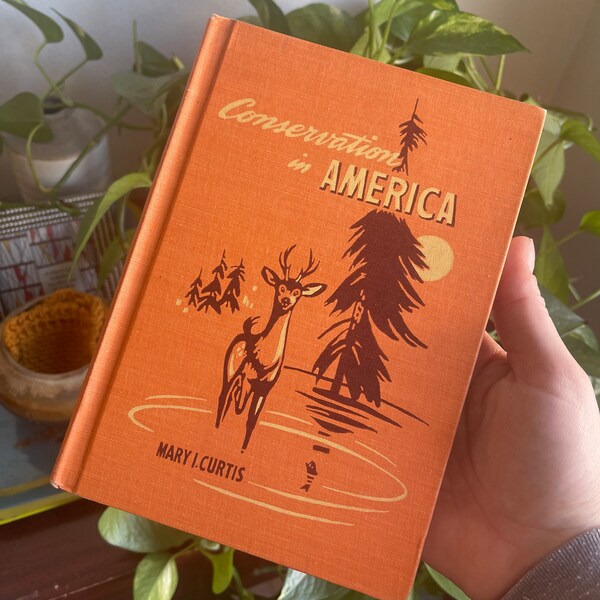 Conservation
in AMERICA
MARY I. CURTIS